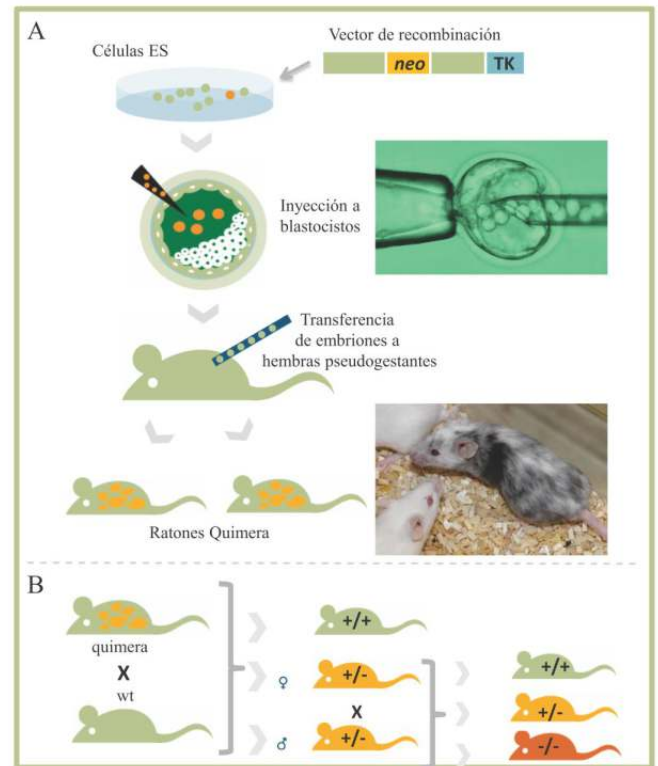 A
Vector de recombinación
Células ES
neo
TK
Inyección a
blastocistos
Transferencia
de embriones a
hembras pseudogestantes
Ratones Quimera
B
quimera
X
wt
+/+
♀
+/-
X
♂
+/-
+/+
+/-
-/-